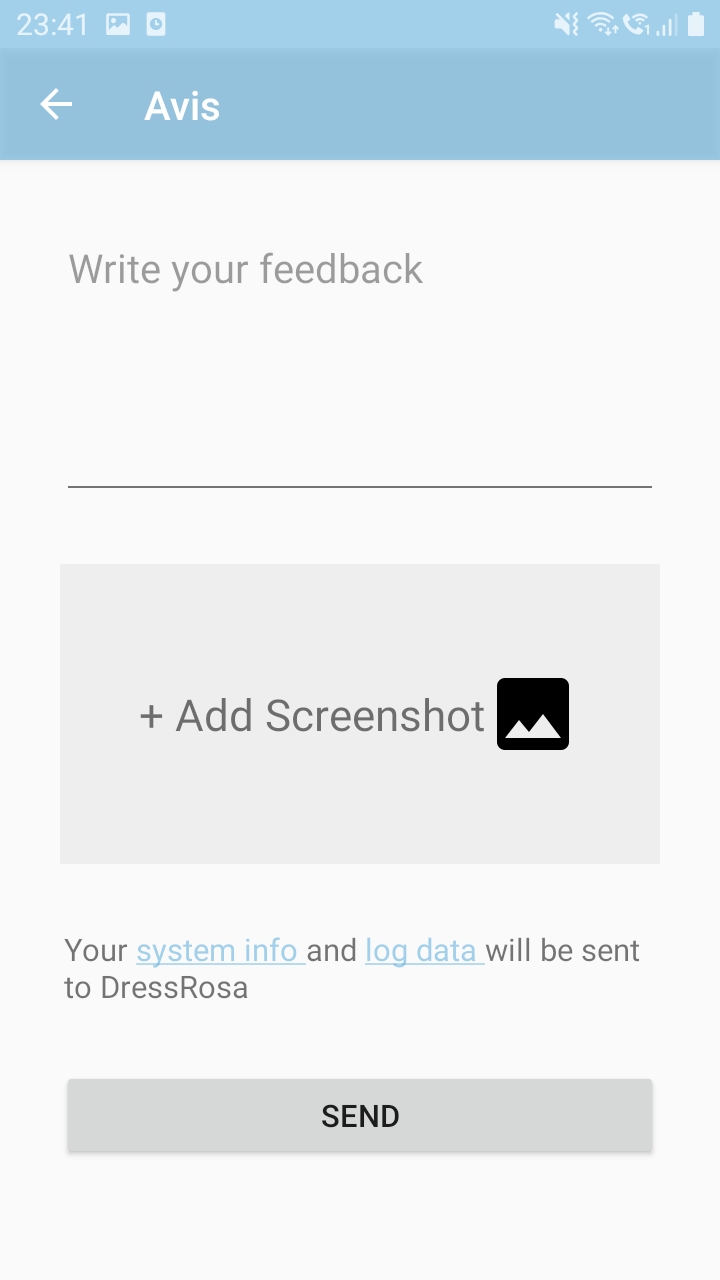 23:41
Avis
Write your feedback
+ Add Screenshot
Your system info and log data will be sent
to DressRosa
SEND